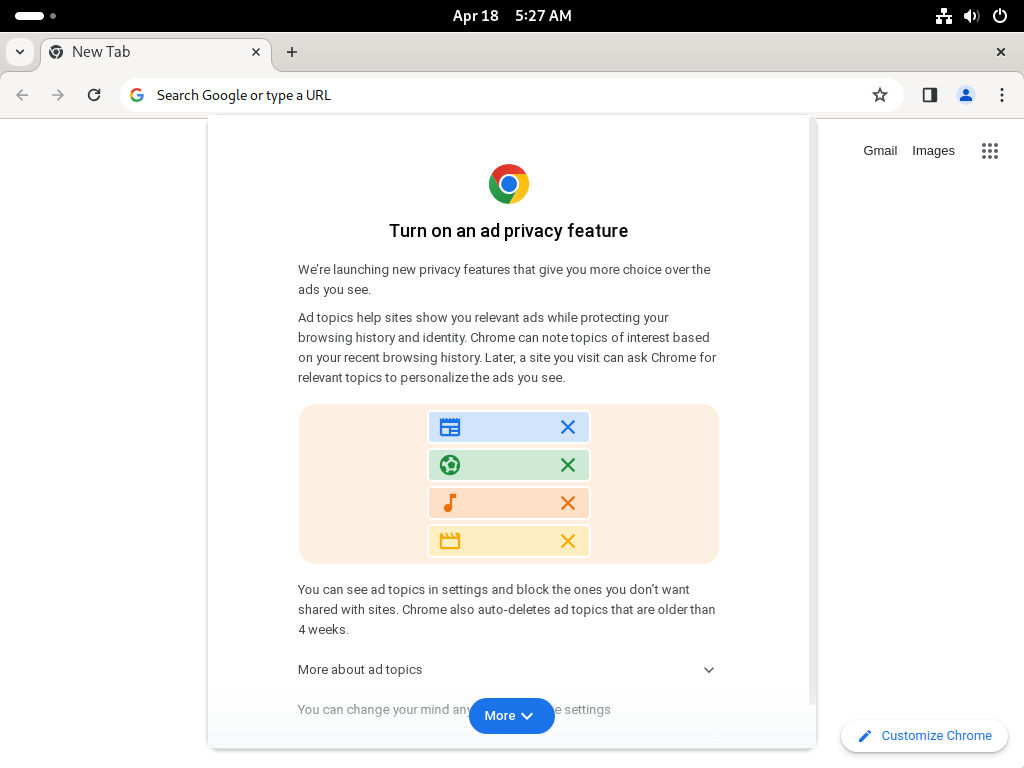 Apr 18 5:27 AM
New Tab
Search Google or type a URL
Gmail Images
Turn on an ad privacy feature
We're launching new privacy features that give you more choice over the
ads you see.
Ad topics help sites show you relevant ads while protecting your
browsing history and identity. Chrome can note topics of interest based
on your recent browsing history. Later, a site you visit can ask Chrome for
relevant topics to personalize the ads you see.
You can see ad topics in settings and block the ones you don't want
shared with sites. Chrome also auto-deletes ad topics that are older than
4 weeks.
More about ad topics
You can change your mind any
e settings
More
Customize Chrome